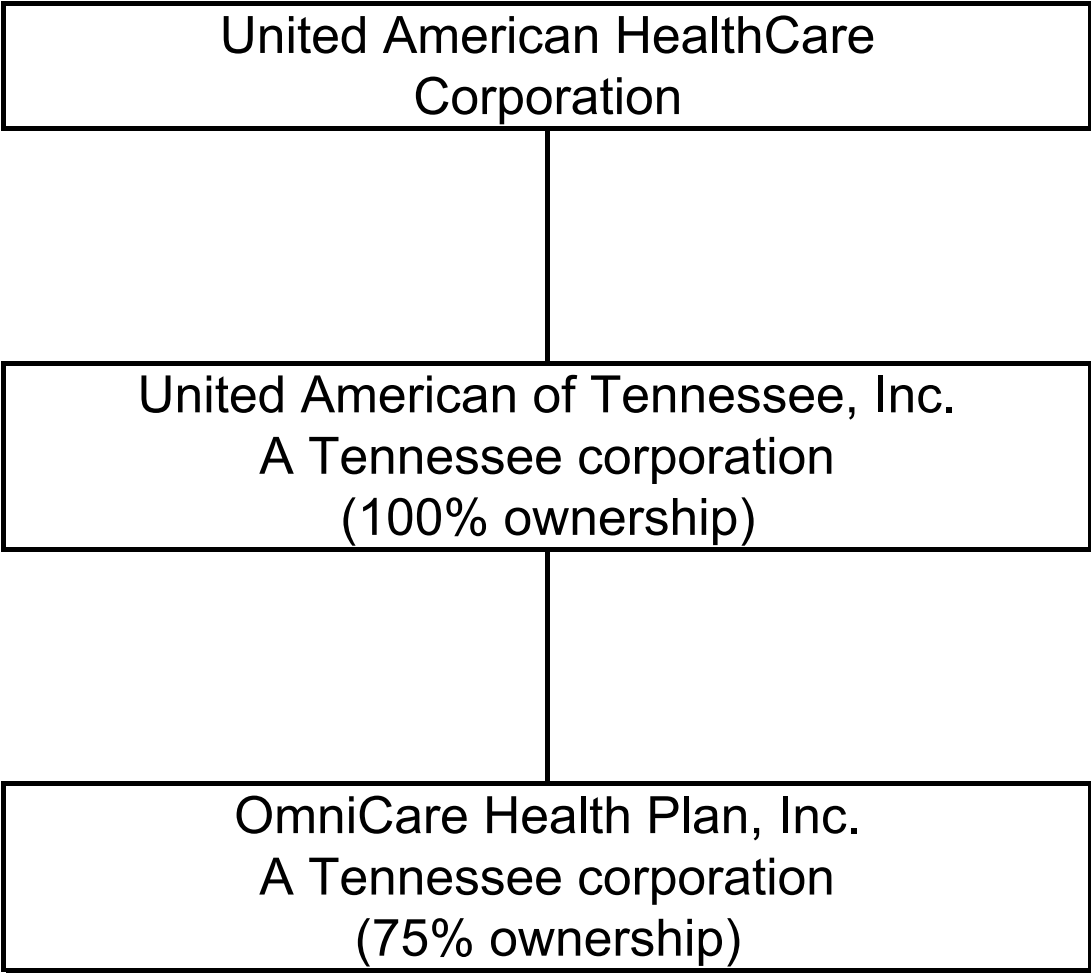 United American HealthCare
Corporation
United American of Tennessee, Inc.
A Tennessee corporation
(100% ownership)
OmniCare Health Plan, Inc.
A Tennessee corporation
(75% ownership)